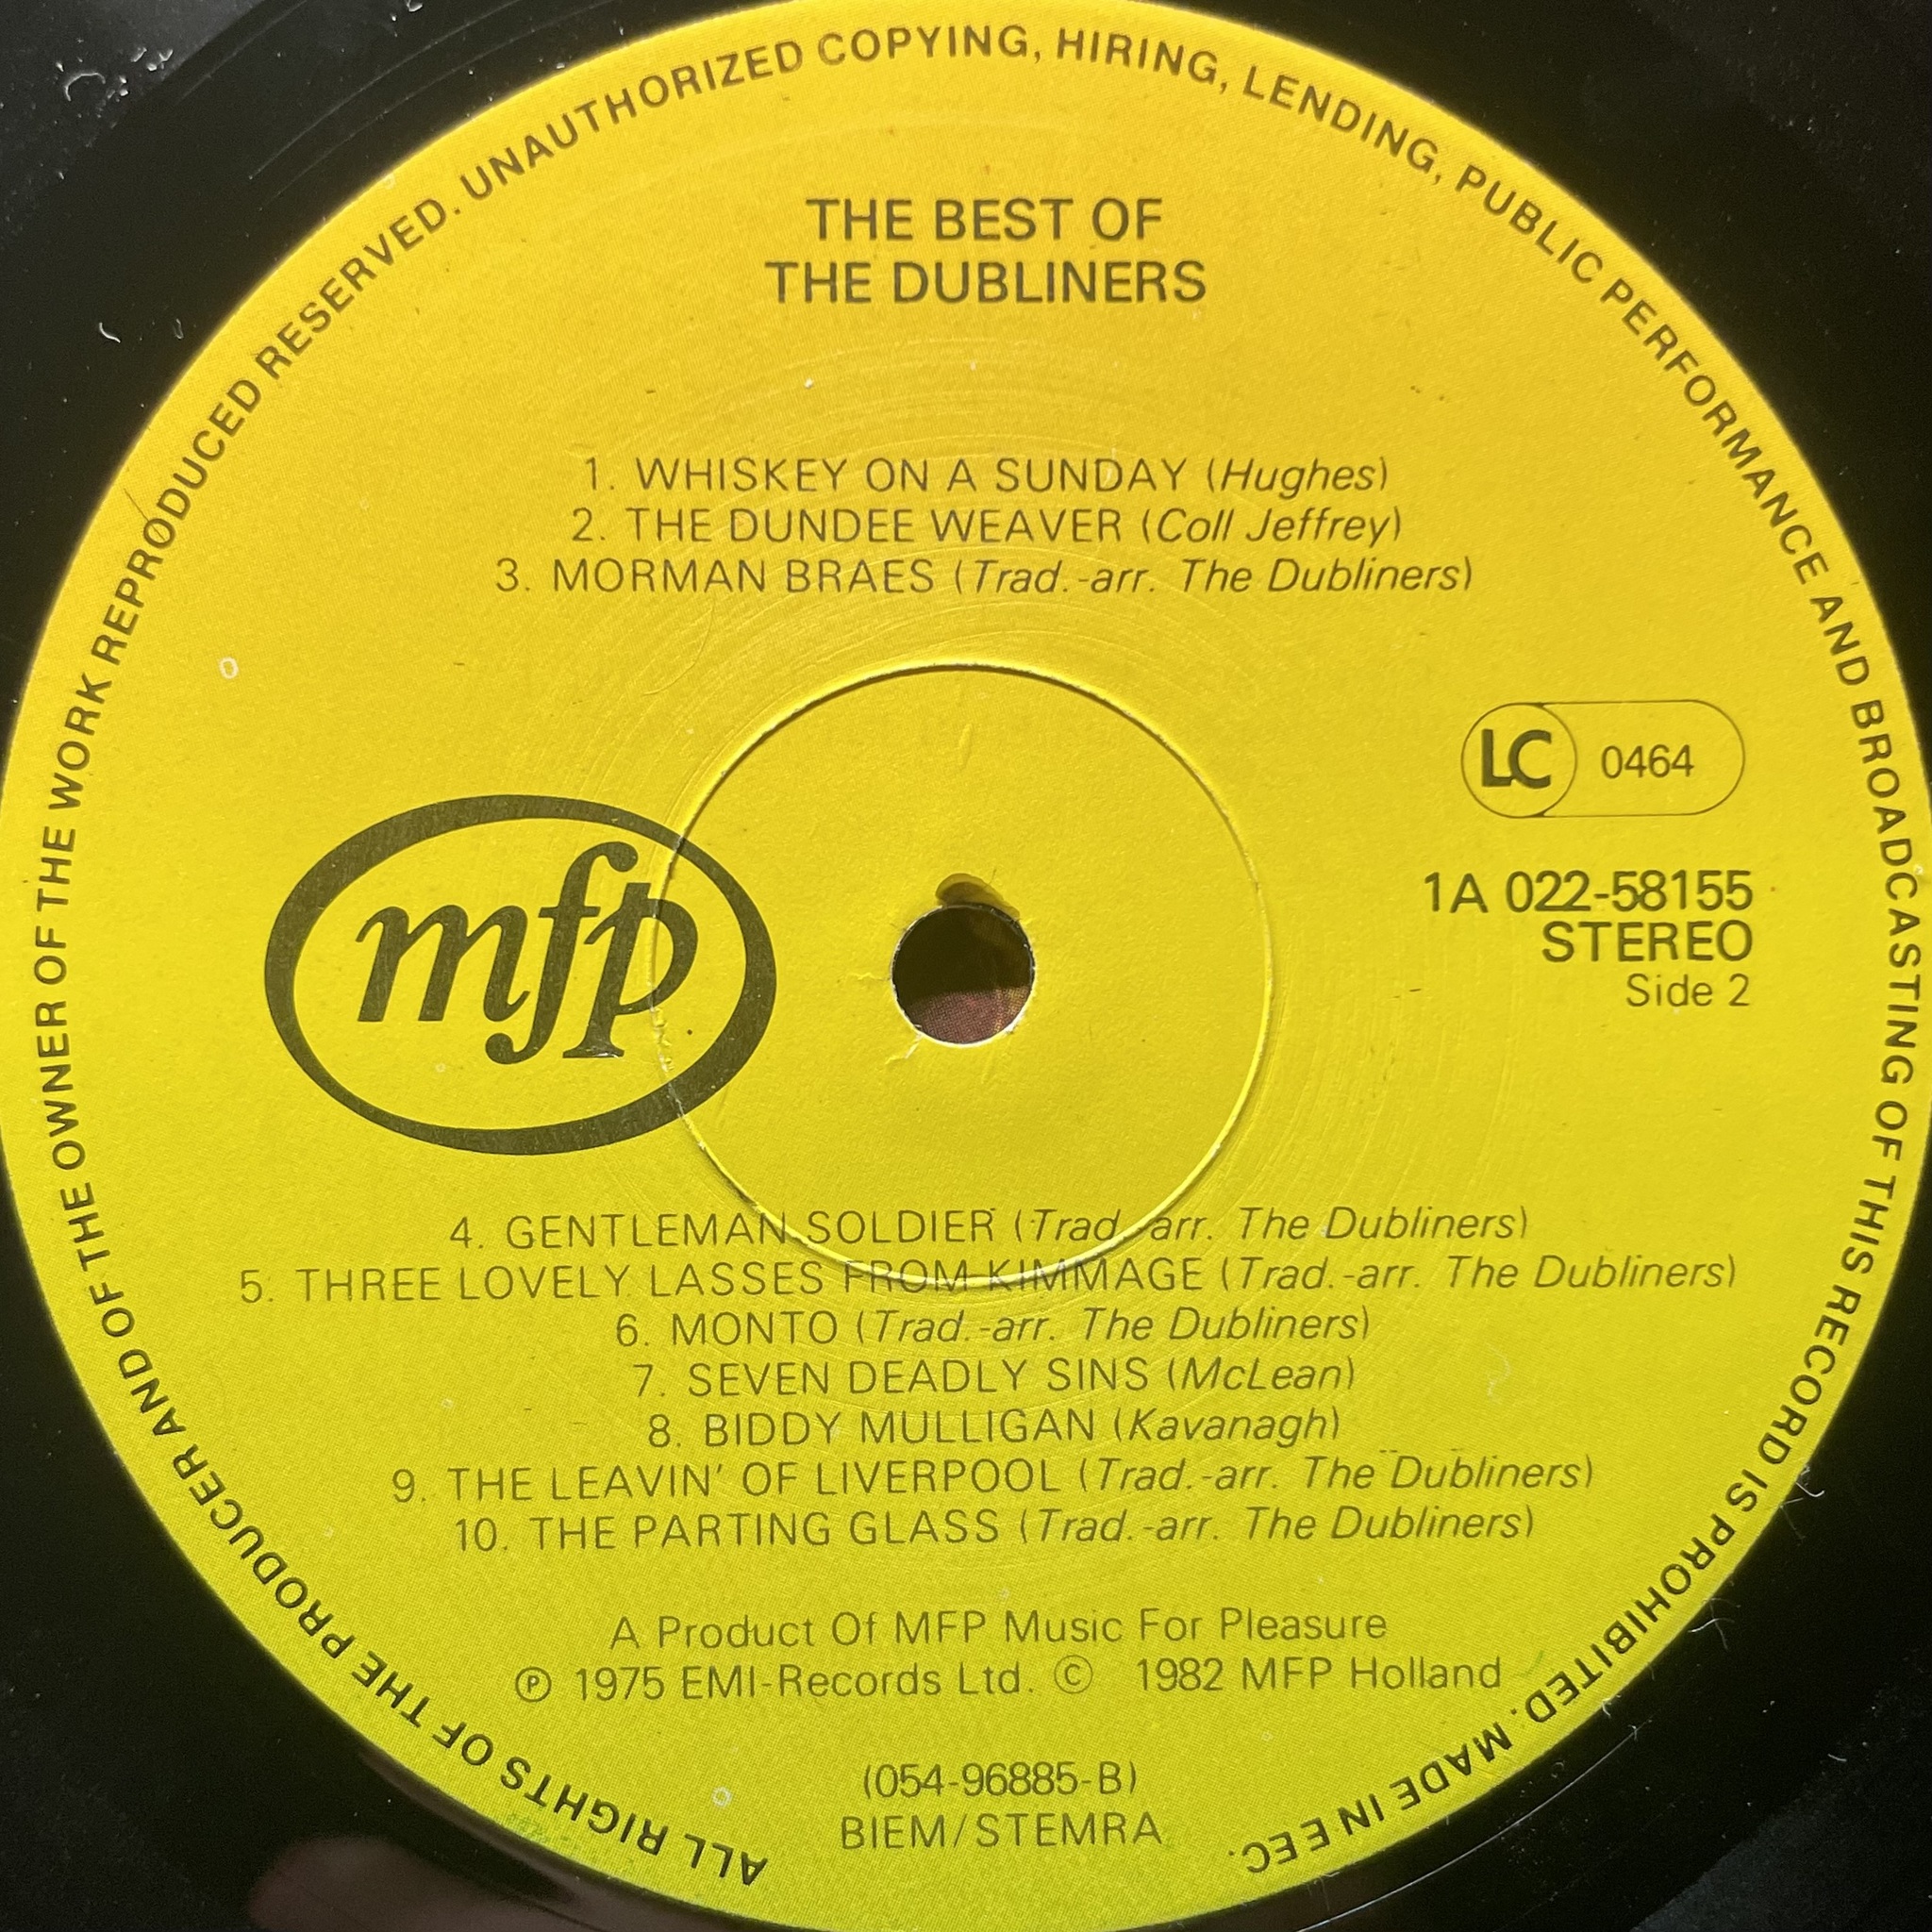 ALL RIGHTS OF THE PRODUCER AND OF THE OWNER OF THE WORK REPRODUCED RESERVED. UNAUTHORIZED COPYING, HIRING, LENDING, PUBLIC PERFORMANCE AND BROADCASTING OF THIS RECORD IS PROHIBITED. MADE IN EEC.
THE BEST OF
THE DUBLINERS
1. WHISKEY ON A SUNDAY (Hughes)
2. THE DUNDEE WEAVER (Coll Jeffrey)
3. MORMAN BRAES (Trad.-arr. The Dubliners)
LC 0464
mfp
1A 022-58155
STEREO
Side 2
4. GENTLEMAN SOLDIER (Trad.-arr. The Dubliners)
5. THREE LOVELY LASSES FROM KIMMAGE (Trad.-arr. The Dubliners)
6. MONTO (Trad.-arr. The Dubliners)
7. SEVEN DEADLY SINS (McLean)
8. BIDDY MULLIGAN (Kavanagh)
9. THE LEAVIN' OF LIVERPOOL (Trad.-arr. The Dubliners)
10. THE PARTING GLASS (Trad.-arr. The Dubliners)
A Product Of MFP Music For Pleasure
℗ 1975 EMI-Records Ltd. © 1982 MFP Holland
(054-96885-B)
BIEM/STEMRA